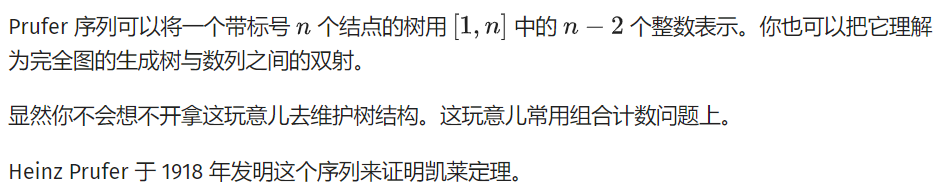 Prufer 序列可以将一个带标号 n 个结点的树用 [1, n] 中的 n − 2 个整数表示。你也可以把它理解
为完全图的生成树与数列之间的双射。
显然你不会想不开拿这玩意儿去维护树结构。这玩意儿常用组合计数问题上。
Heinz Prufer 于 1918 年发明这个序列来证明凯莱定理。